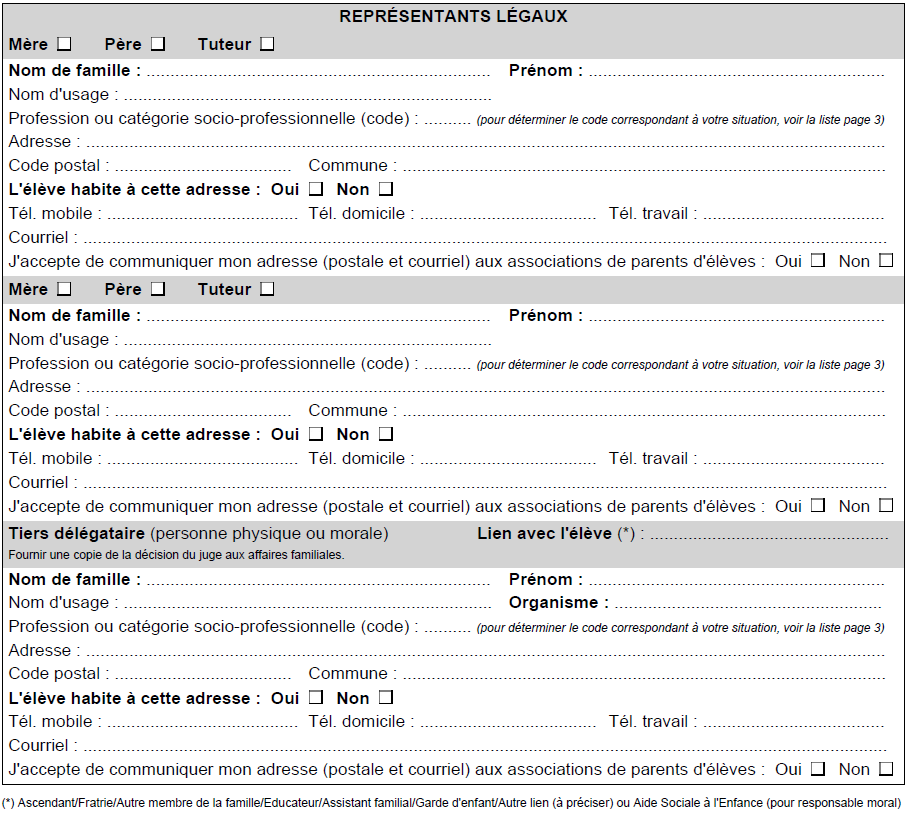 REPRÉSENTANTS LÉGAUX
Mère ☐ Père ☐ Tuteur ☐
Nom de famille : ........................................................................ Prénom : ..............................................................
Nom d'usage : .............................................................................
Profession ou catégorie socio-professionnelle (code) : .......... (pour déterminer le code correspondant à votre situation, voir la liste page 3)
Adresse : ........................................................................................................................................................................
Code postal : ..................................... Commune : .....................................................................................................
L'élève habite à cette adresse : Oui ☐ Non ☐
Tél. mobile : ........................................ Tél. domicile : ..................................... Tél. travail : ......................................
Courriel : ........................................................................................................................................................................
J'accepte de communiquer mon adresse (postale et courriel) aux associations de parents d'élèves : Oui ☐ Non ☐
Mère ☐ Père ☐ Tuteur ☐
Nom de famille : ........................................................................ Prénom : ..............................................................
Nom d'usage : .............................................................................
Profession ou catégorie socio-professionnelle (code) : .......... (pour déterminer le code correspondant à votre situation, voir la liste page 3)
Adresse : ........................................................................................................................................................................
Code postal : ..................................... Commune : .....................................................................................................
L'élève habite à cette adresse : Oui ☐ Non ☐
Tél. mobile : ........................................ Tél. domicile : ..................................... Tél. travail : ......................................
Courriel : ........................................................................................................................................................................
J'accepte de communiquer mon adresse (postale et courriel) aux associations de parents d'élèves : Oui ☐ Non ☐
Tiers délégataire (personne physique ou morale) Lien avec l'élève (*) : ..................................................
Fournir une copie de la décision du juge aux affaires familiales.
Nom de famille : ........................................................................ Prénom : ..............................................................
Nom d'usage : ............................................................................. Organisme : ........................................................
Profession ou catégorie socio-professionnelle (code) : .......... (pour déterminer le code correspondant à votre situation, voir la liste page 3)
Adresse : ........................................................................................................................................................................
Code postal : ..................................... Commune : .....................................................................................................
L'élève habite à cette adresse : Oui ☐ Non ☐
Tél. mobile : ........................................ Tél. domicile : ..................................... Tél. travail : ......................................
Courriel : ........................................................................................................................................................................
J'accepte de communiquer mon adresse (postale et courriel) aux associations de parents d'élèves : Oui ☐ Non ☐
(*) Ascendant/Fratrie/Autre membre de la famille/Educateur/Assistant familial/Garde d'enfant/Autre lien (à préciser) ou Aide Sociale à l'Enfance (pour responsable moral)